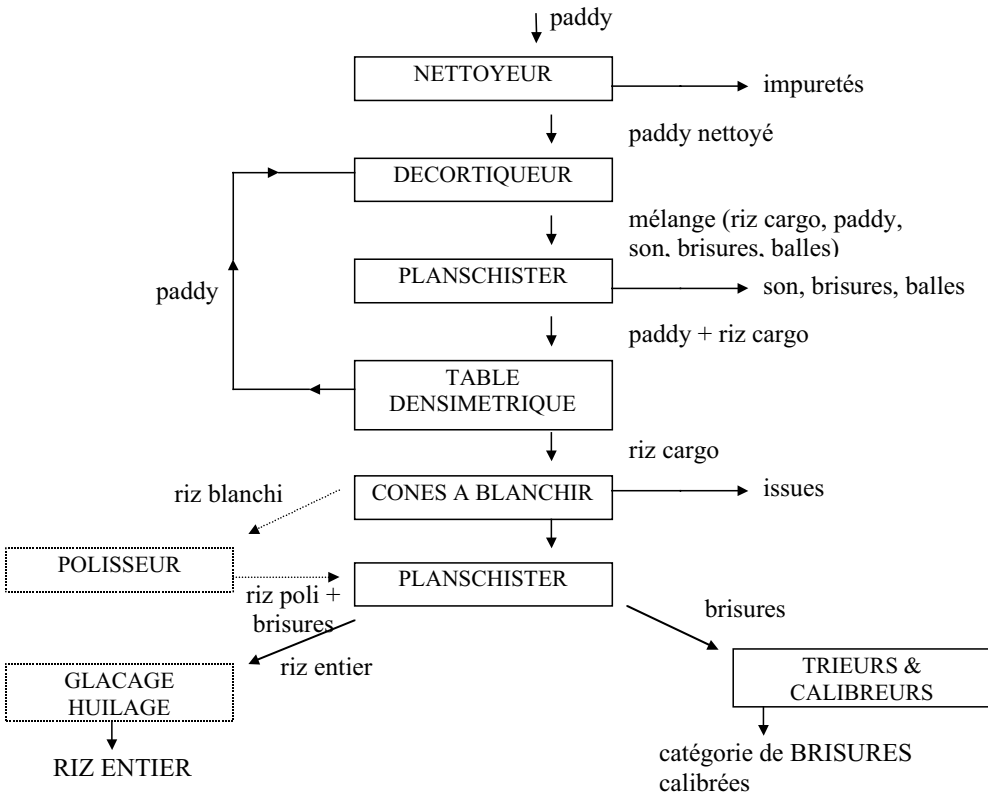 paddy
NETTOYEUR
impuretés
paddy nettoyé
DECORTIQUEUR
mélange (riz cargo, paddy,
son, brisures, balles)
PLANSCHISTER
son, brisures, balles
paddy
paddy + riz cargo
TABLE
DENSIMETRIQUE
riz cargo
riz blanchi
CONES A BLANCHIR
issues
POLISSEUR
PLANSCHISTER
riz poli +
brisures
brisures
riz entier
GLACAGE
HUILAGE
TRIEURS &
CALIBREURS
RIZ ENTIER
catégorie de BRISURES
calibrées